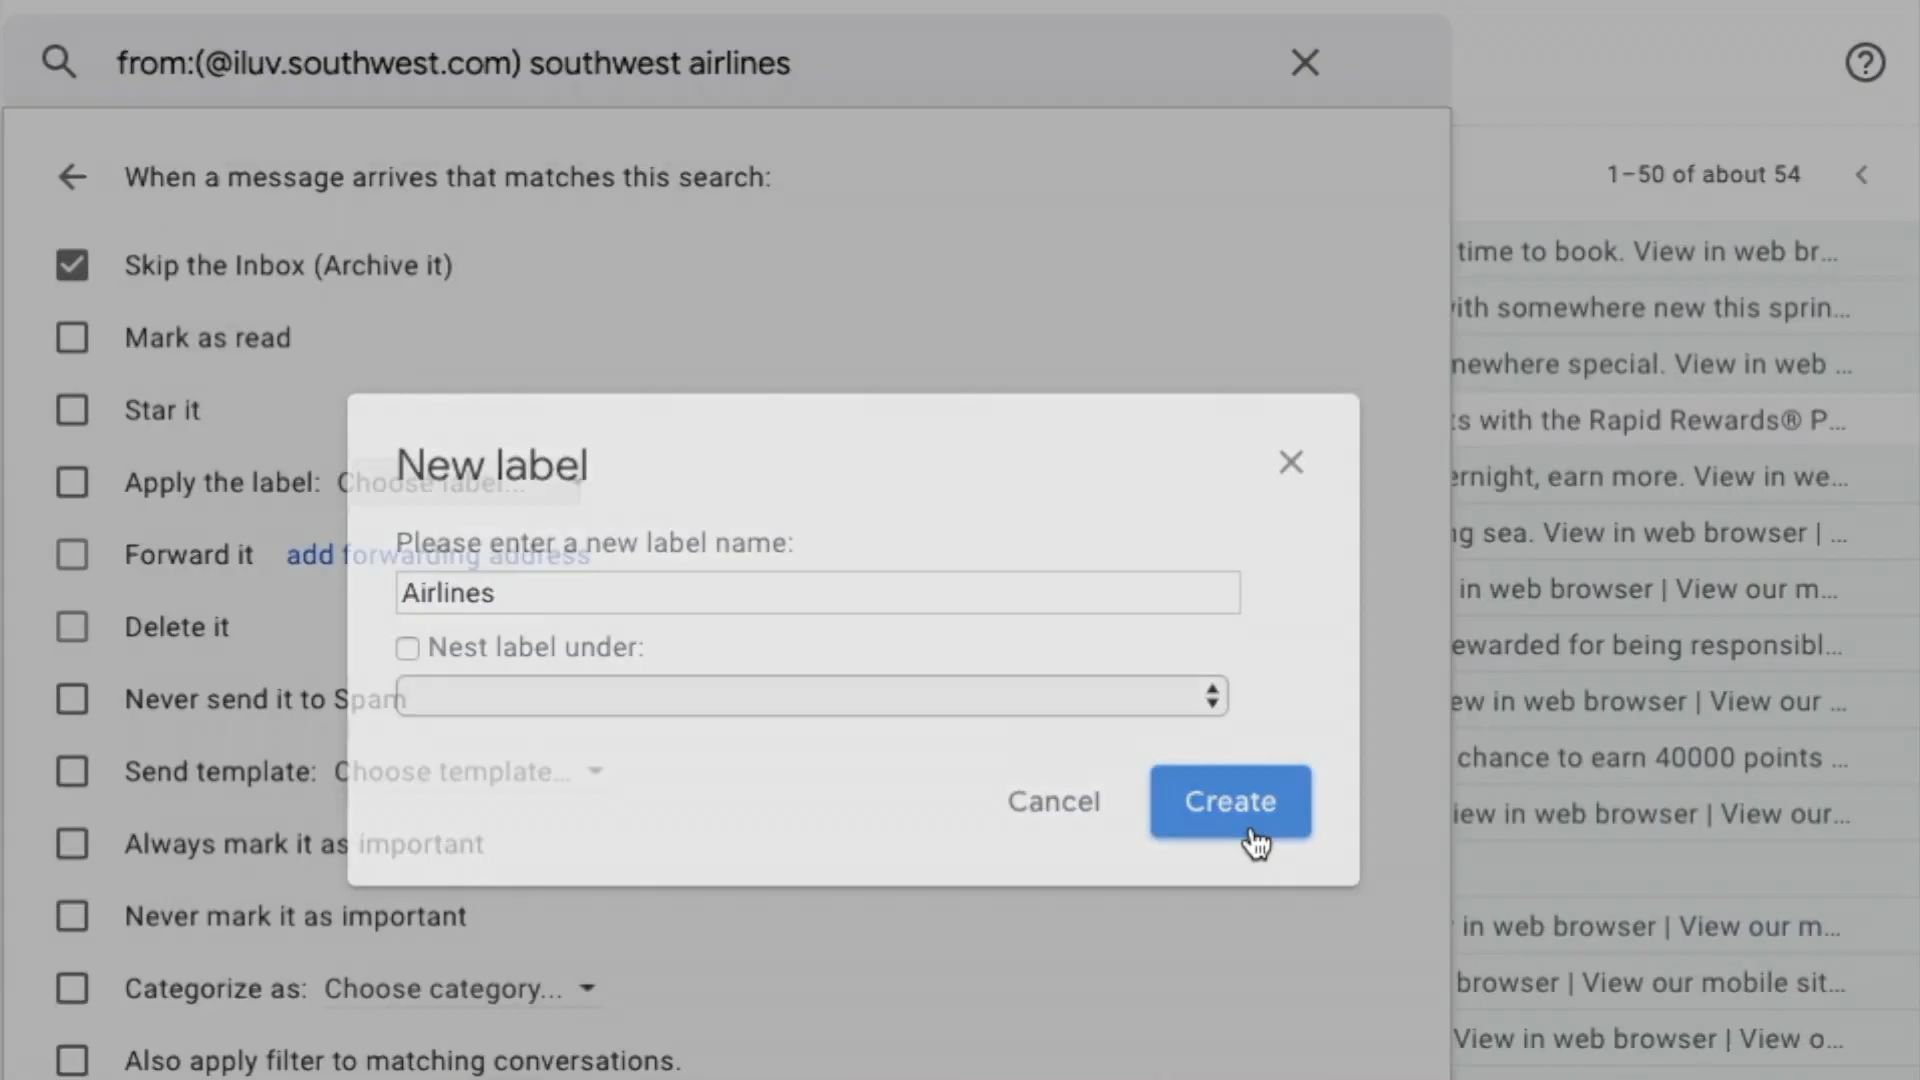 from:(@iluv.southwest.com) southwest airlines
When a message arrives that matches this search:
1–50 of about 54
Skip the Inbox (Archive it)
time to book. View in web br...
Mark as read
ith somewhere new this sprin...
newhere special. View in web ...
Star it
s with the Rapid Rewards® P...
New label
Apply the label: Choose label...
ernight, earn more. View in we...
Please enter a new label name:
Forward it add forwarding address
ng sea. View in web browser | ...
Airlines
in web browser | View our m...
Delete it
Nest label under:
ewarded for being responsibl...
Never send it to Spam
ew in web browser | View our ...
Send template: Choose template...
chance to earn 40000 points ...
Cancel
Create
iew in web browser | View our...
Always mark it as important
Never mark it as important
in web browser | View our m...
Categorize as: Choose category...
browser | View our mobile sit...
View in web browser | View o...
Also apply filter to matching conversations.